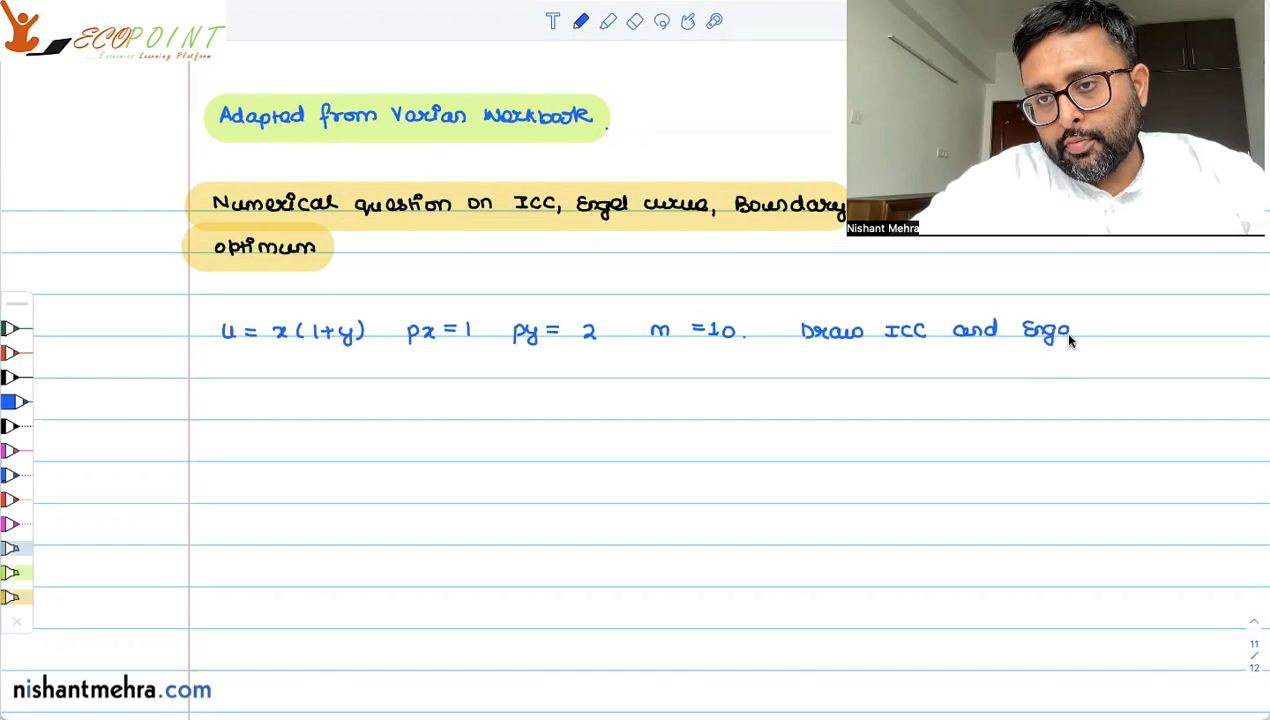 ECOPOINT
Economics Learning Platform
T
Adapted from Varian Workbook.
Numerical question on ICC, Engel curve, Boundary
optimum
Nishant Mehra
u = x(1+y) px = 1 py = 2 m = 10. Draw ICC and Enge
11
/
12
nishantmehra.com